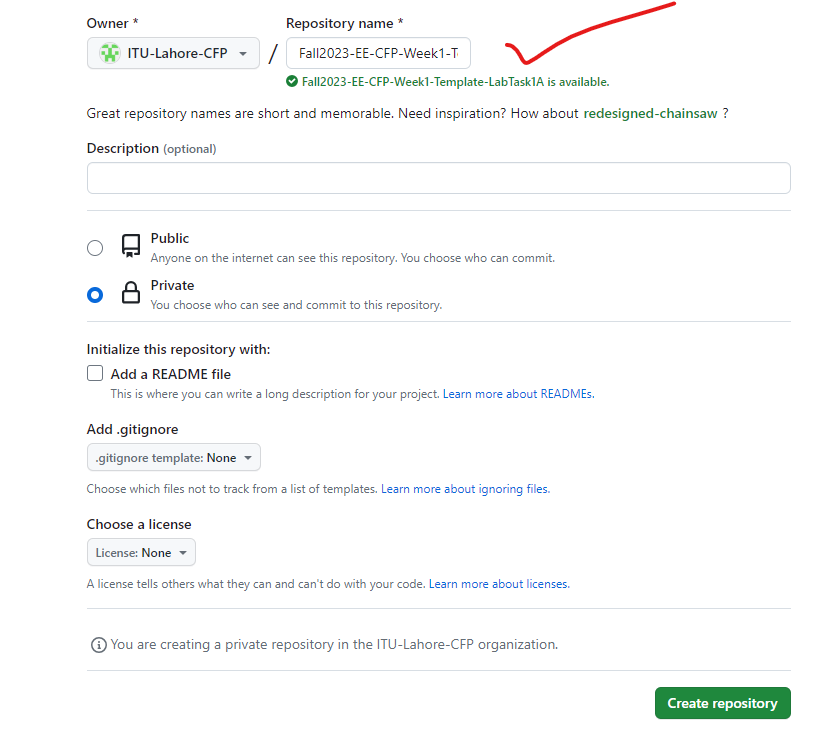 Owner * Repository name *
ITU-Lahore-CFP / Fall2023-EE-CFP-Week1-T
Fall2023-EE-CFP-Week1-Template-LabTask1A is available.
Great repository names are short and memorable. Need inspiration? How about redesigned-chainsaw ?
Description (optional)
Public
Anyone on the internet can see this repository. You choose who can commit.
Private
You choose who can see and commit to this repository.
Initialize this repository with:
Add a README file
This is where you can write a long description for your project. Learn more about READMEs.
Add .gitignore
.gitignore template: None
Choose which files not to track from a list of templates. Learn more about ignoring files.
Choose a license
License: None
A license tells others what they can and can't do with your code. Learn more about licenses.
You are creating a private repository in the ITU-Lahore-CFP organization.
Create repository